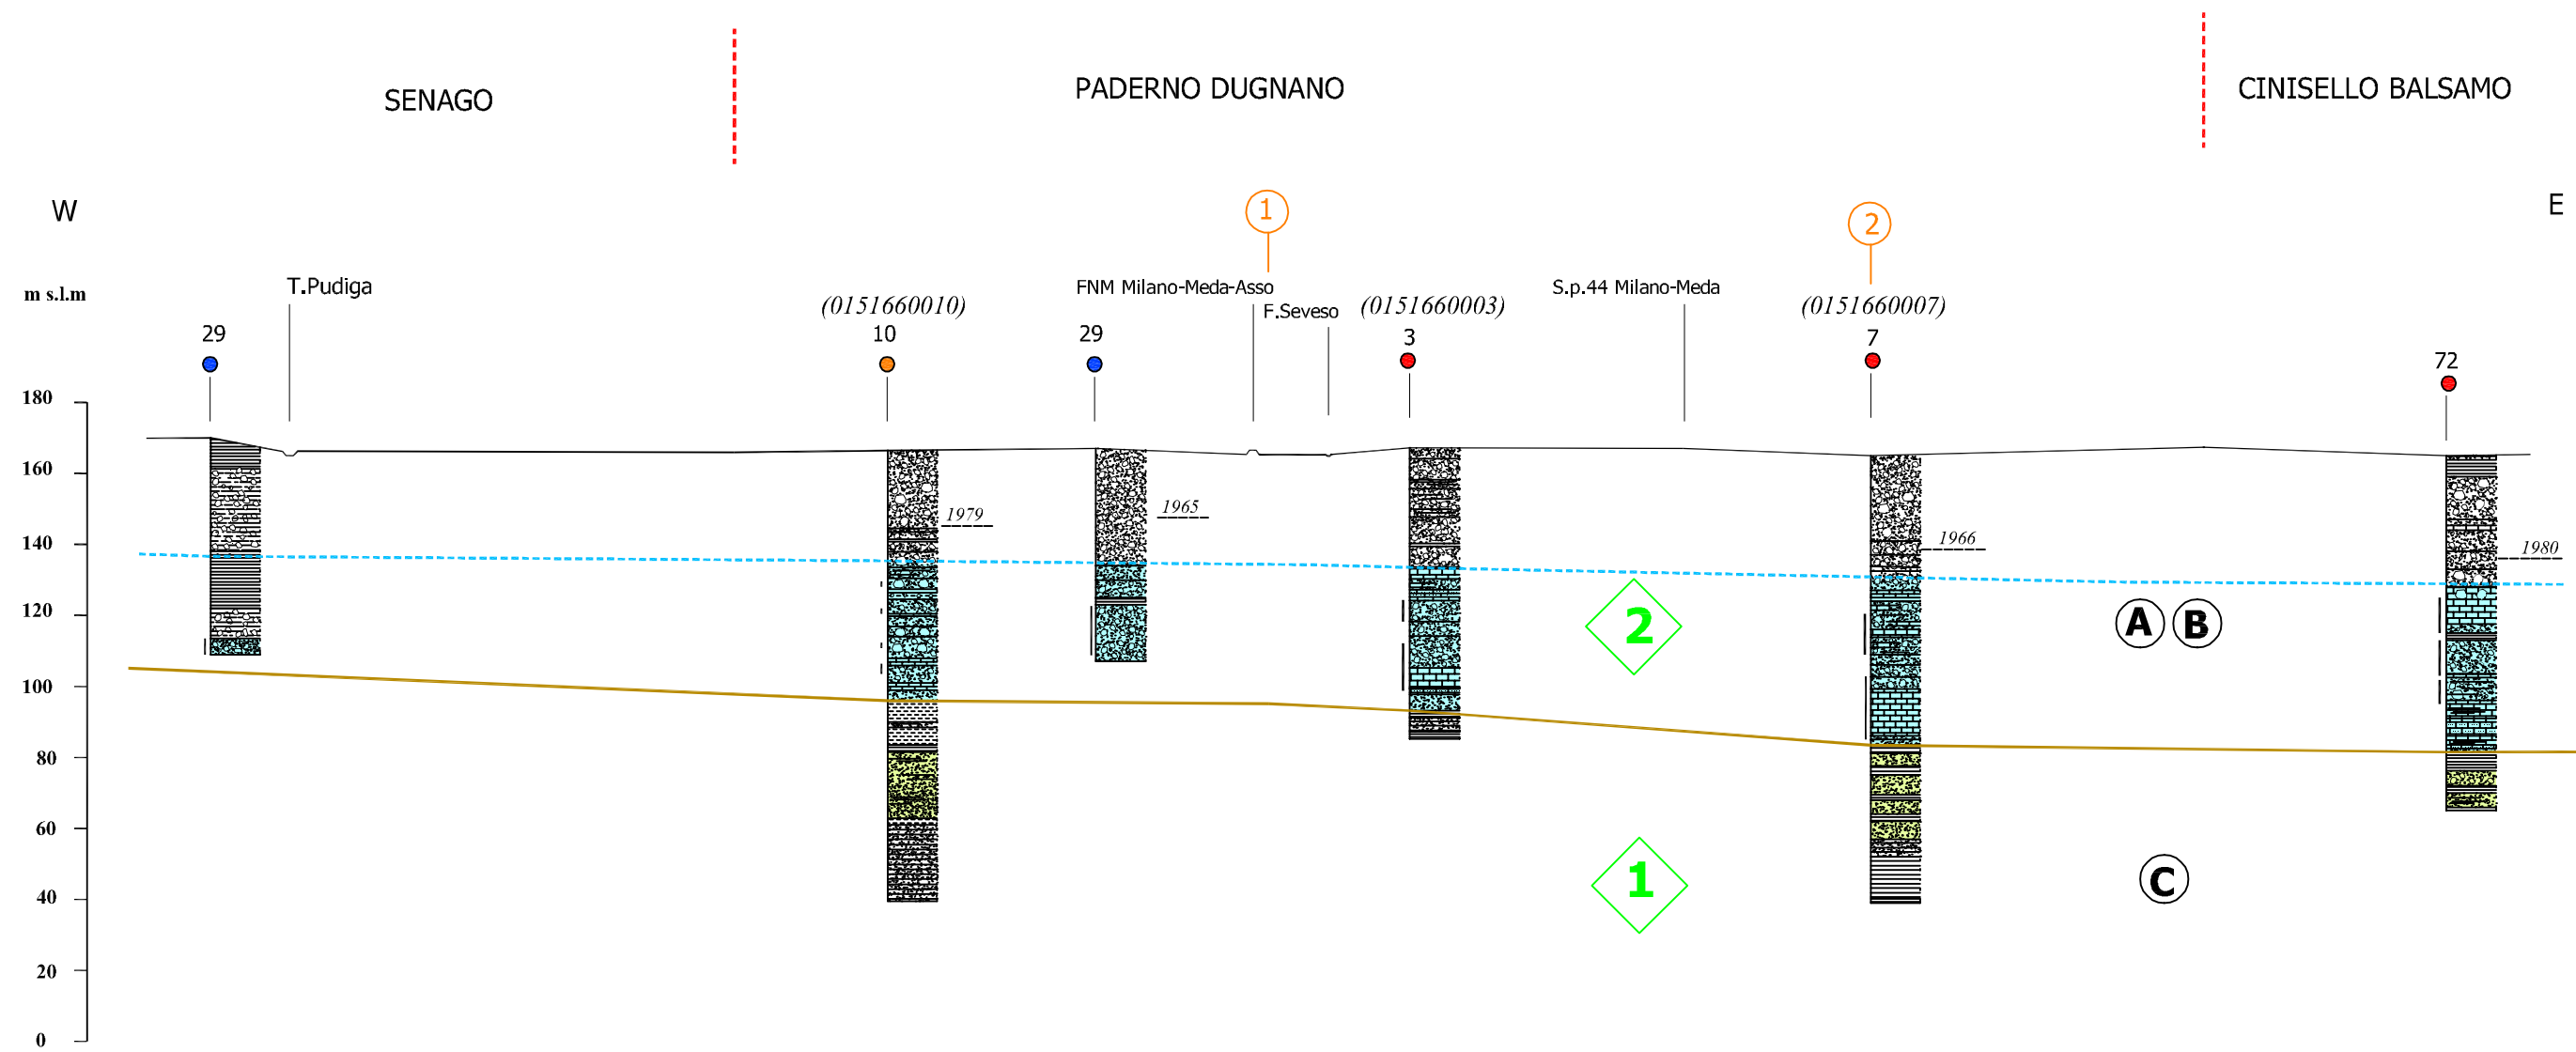 SENAGO
PADERNO DUGNANO
CINISELLO BALSAMO
W
E
1
2
m s.l.m
T.Pudiga
FNM Milano-Meda-Asso
F.Seveso
S.p.44 Milano-Meda
(0151660010)
(0151660003)
(0151660007)
29
10
29
3
7
72
180
160
140
120
100
80
60
40
20
0
1979
1965
1966
1980
2
A
B
1
C